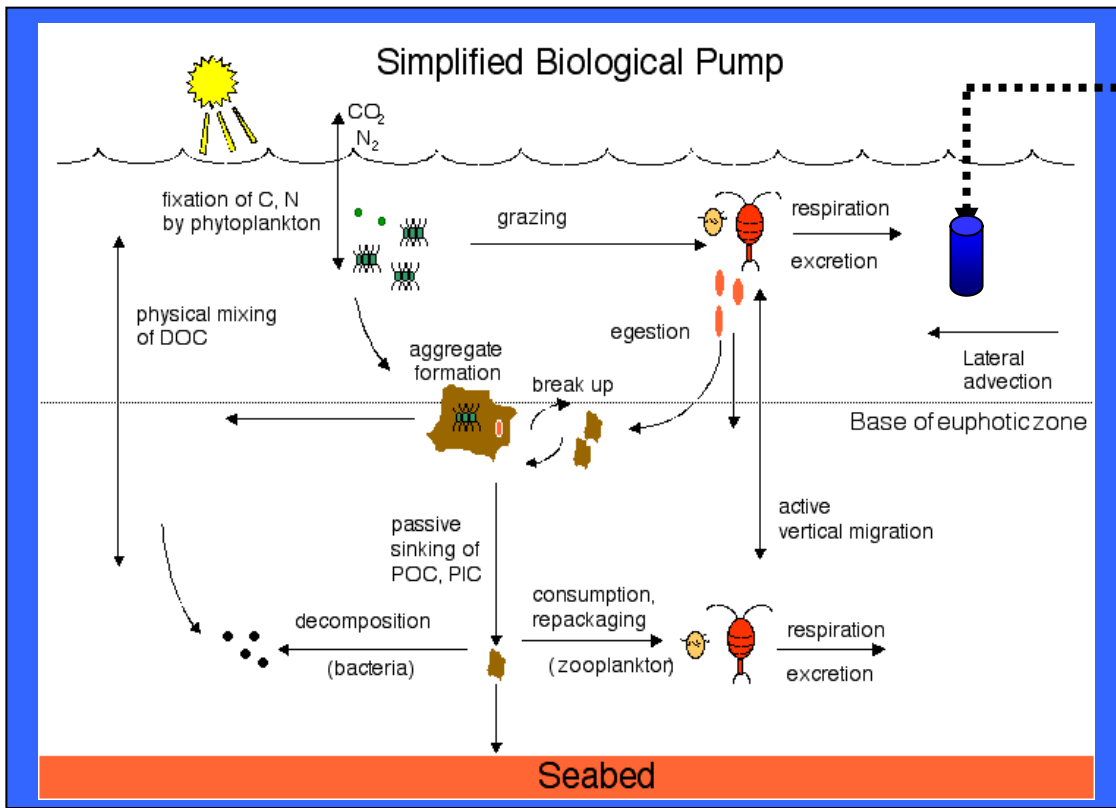 Simplified Biological Pump
CO2
N2
fixation of C, N
by phytoplankton
grazing
respiration
excretion
physical mixing
of DOC
egestion
aggregate
formation
break up
Lateral
advection
Base of euphotic zone
passive
sinking of
POC, PIC
active
vertical migration
decomposition
(bacteria)
consumption,
repackaging
(zooplankton)
respiration
excretion
Seabed